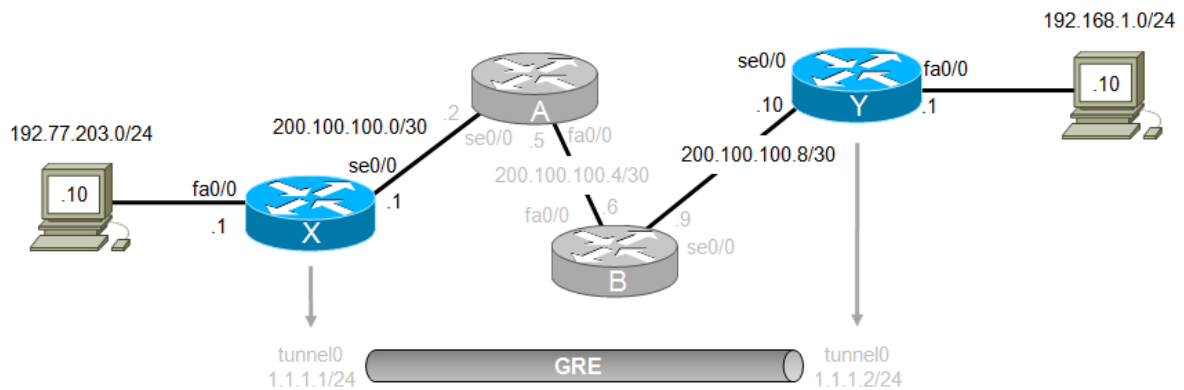 192.168.1.0/24
se0/0
fa0/0
.10
.10
Y
.1
A
.2
se0/0
.5
fa0/0
200.100.100.0/30
192.77.203.0/24
se0/0
200.100.100.8/30
200.100.100.4/30
.10
fa0/0
.1
.1
X
fa0/0
.6
.9
se0/0
B
tunnel0
1.1.1.1/24
GRE
tunnel0
1.1.1.2/24